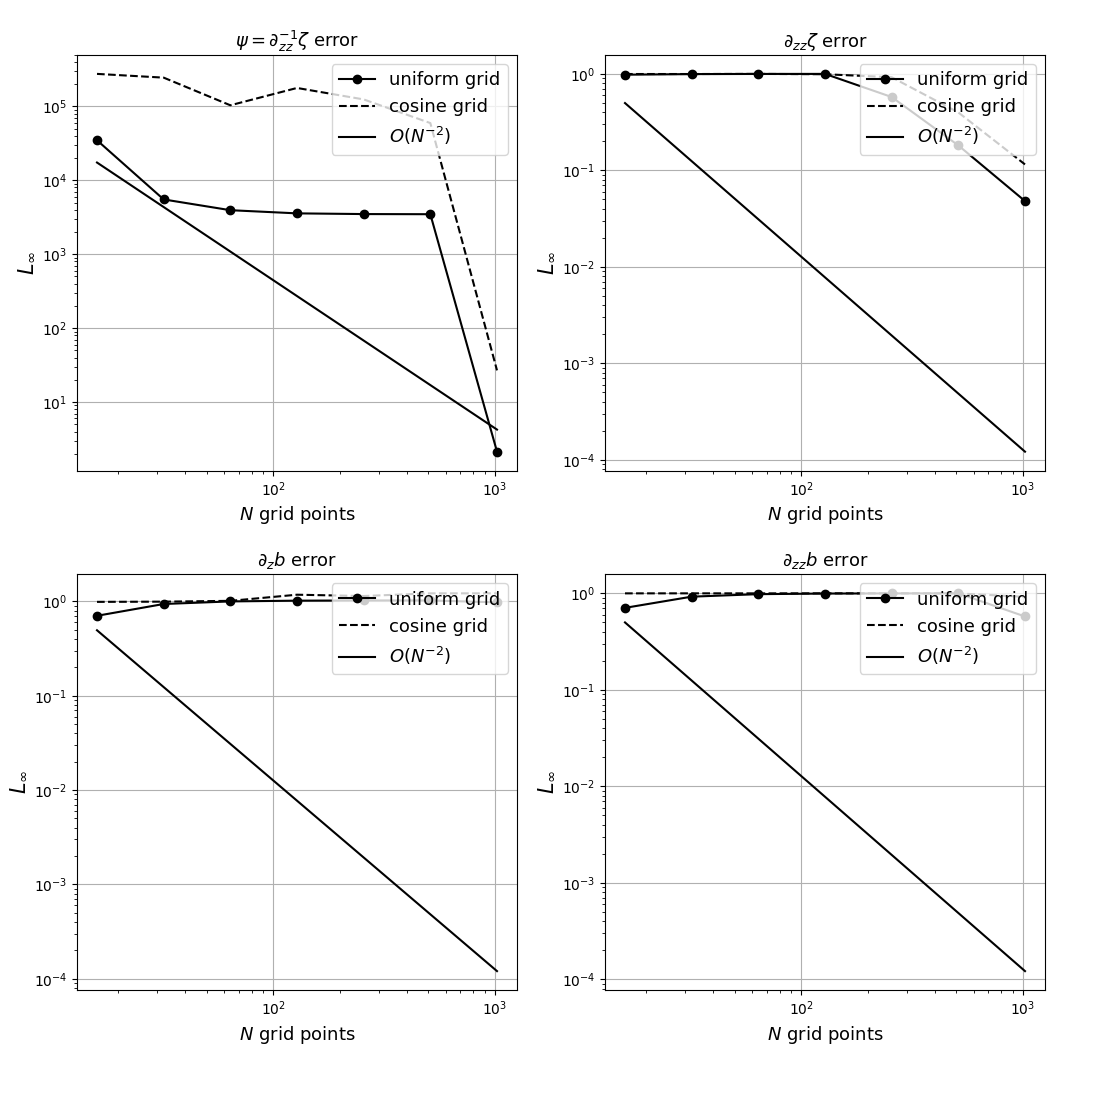 ψ = ∂_{zz}^{-1}ζ error
L_∞
10^5
10^4
10^3
10^2
10^1
uniform grid
cosine grid
O(N^{-2})
10^2
10^3
N grid points
∂_{zz}ζ error
L_∞
10^0
10^{-1}
10^{-2}
10^{-3}
10^{-4}
uniform grid
cosine grid
O(N^{-2})
10^2
10^3
N grid points
∂_z b error
L_∞
10^0
10^{-1}
10^{-2}
10^{-3}
10^{-4}
uniform grid
cosine grid
O(N^{-2})
10^2
10^3
N grid points
∂_{zz}b error
L_∞
10^0
10^{-1}
10^{-2}
10^{-3}
10^{-4}
uniform grid
cosine grid
O(N^{-2})
10^2
10^3
N grid points